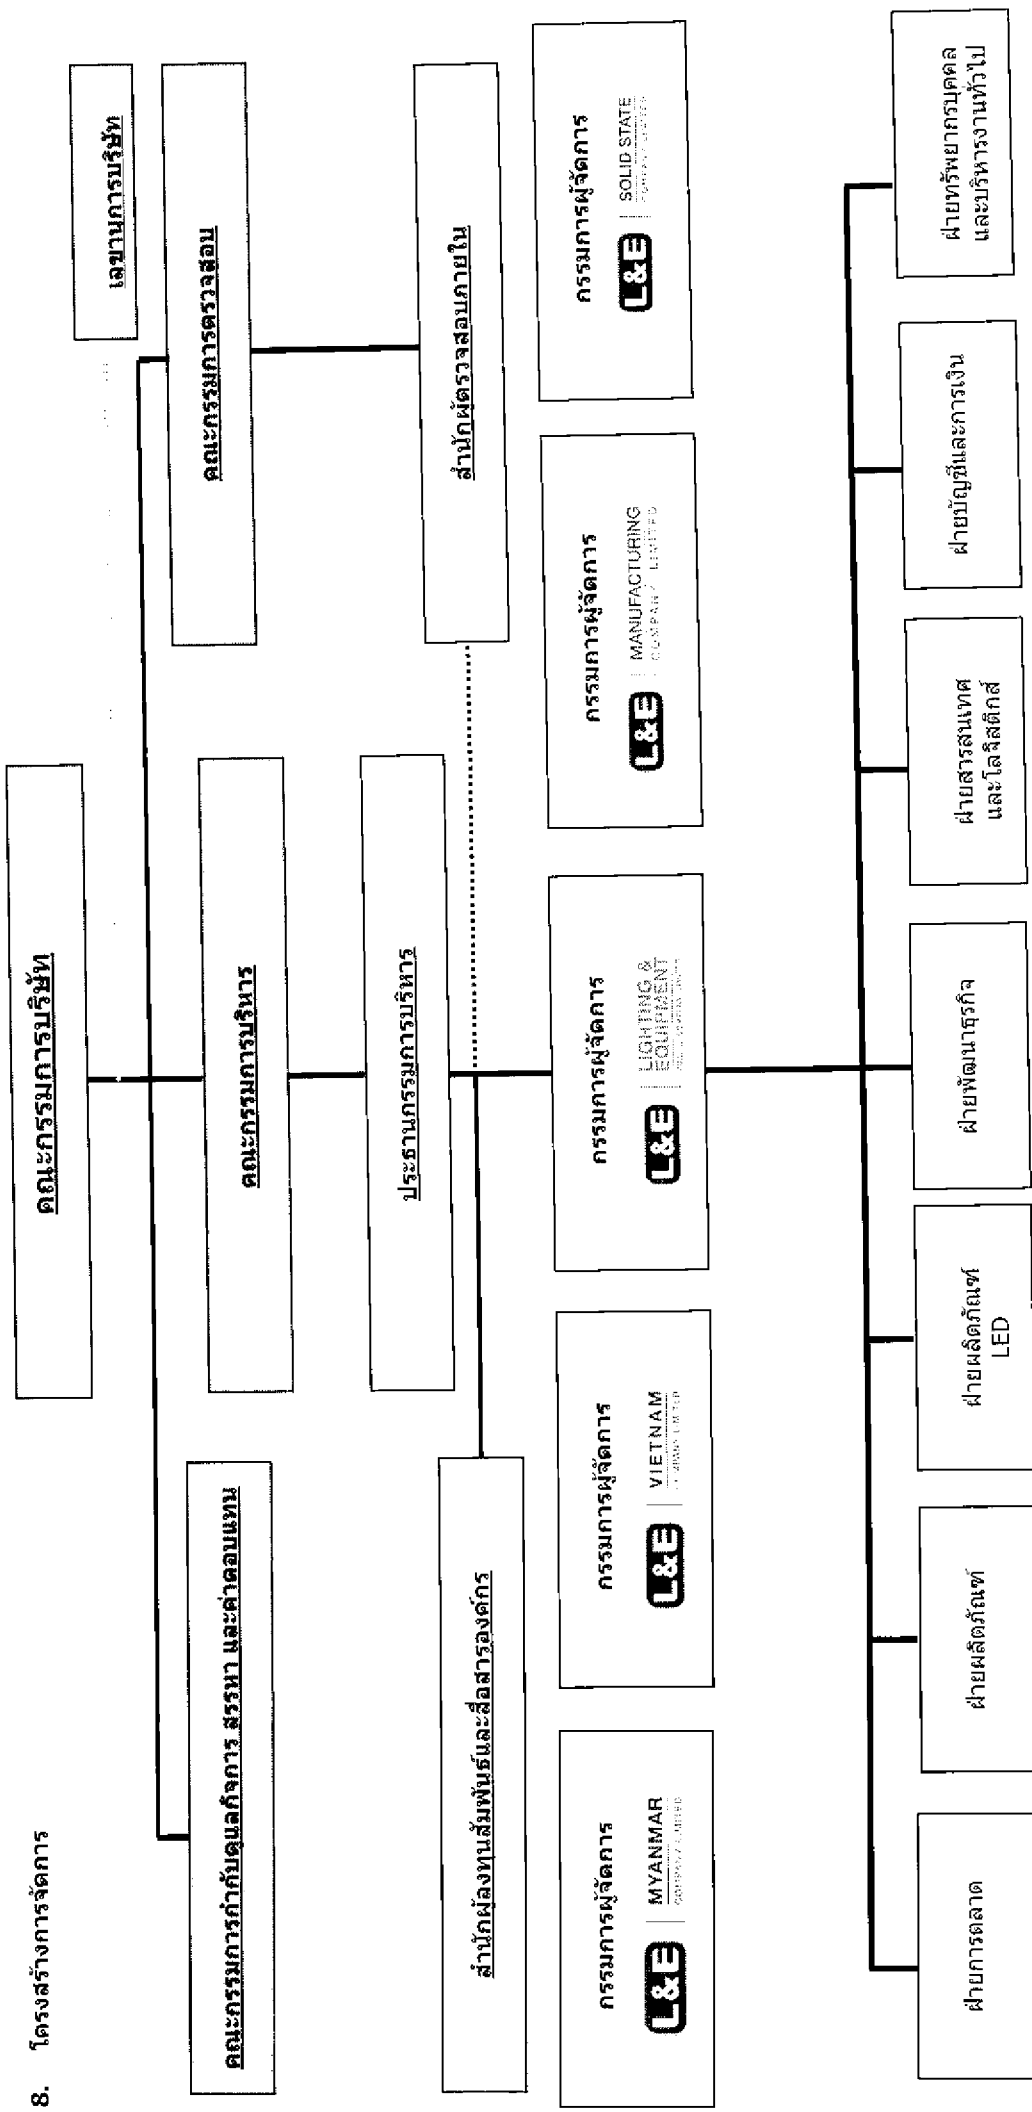 8. โครงสร้างการจัดการ
คณะกรรมการบริษัท
เลขานุการบริษัท
คณะกรรมการกำกับดูแลกิจการ สรรหา และค่าตอบแทน
คณะกรรมการบริหาร
คณะกรรมการตรวจสอบ
ประธานกรรมการบริหาร
สำนักผู้ลงทุนสัมพันธ์และสื่อสารองค์กร
สำนักผู้ตรวจสอบภายใน
กรรมการผู้จัดการ
L&E MYANMAR
COMPANY LIMITED
กรรมการผู้จัดการ
L&E VIETNAM
COMPANY LIMITED
กรรมการผู้จัดการ
L&E LIGHTING &
EQUIPMENT
กรรมการผู้จัดการ
L&E MANUFACTURING
COMPANY LIMITED
กรรมการผู้จัดการ
L&E SOLID STATE
COMPANY LIMITED
ฝ่ายการตลาด
ฝ่ายผลิตภัณฑ์
ฝ่ายผลิตภัณฑ์
LED
ฝ่ายพัฒนาธุรกิจ
ฝ่ายสารสนเทศ
และโลจิสติกส์
ฝ่ายบัญชีและการเงิน
ฝ่ายทรัพยากรบุคคล
และบริหารงานทั่วไป